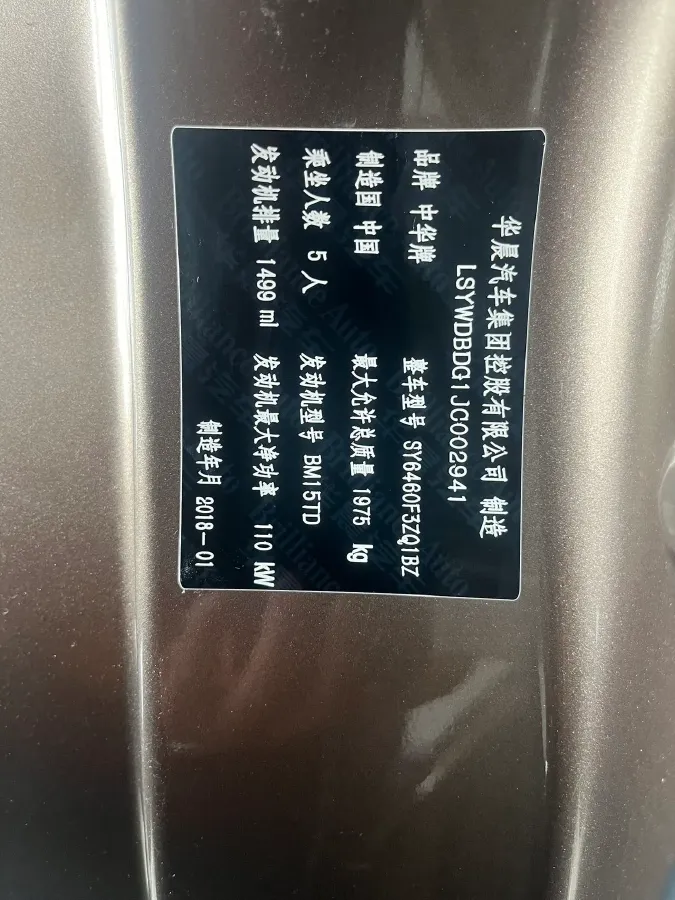 华晨汽车集团控股有限公司 制造
LSYWDBDG1JC002941
品牌 中华牌 整车型号 SY6460F3ZQ1BZ
制造国 中国 最大允许总质量 1975 kg
乘坐人数 5 人 发动机型号 BM15TD
发动机排量 1499 ml 发动机最大净功率 110 kW
制造年月 2018-01